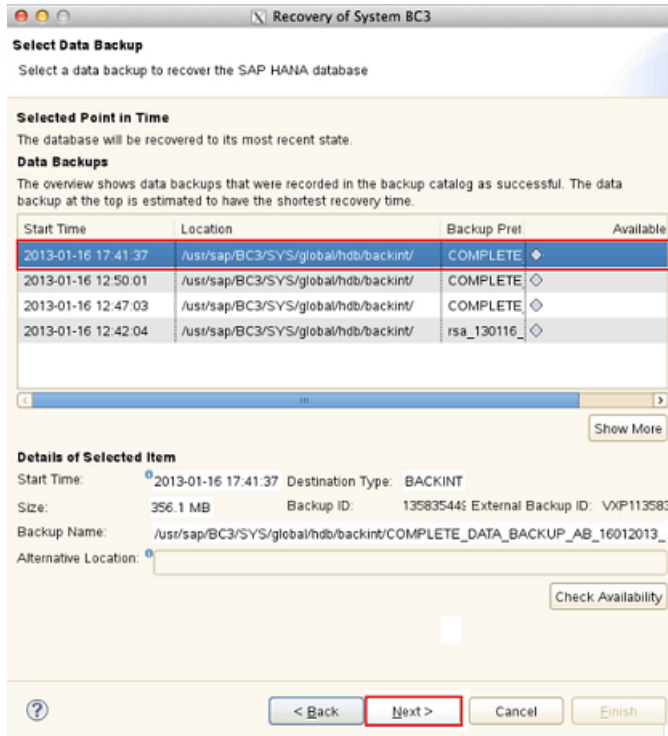 Recovery of System BC3
Select Data Backup
Select a data backup to recover the SAP HANA database
Selected Point in Time
The database will be recovered to its most recent state.
Data Backups
The overview shows data backups that were recorded in the backup catalog as successful. The data
backup at the top is estimated to have the shortest recovery time.
Start Time Location Backup Pref Available
2013-01-16 17:41:37 /usr/sap/BC3/SYS/global/hdb/backint/ COMPLETE_
2013-01-16 12:50:01 /usr/sap/BC3/SYS/global/hdb/backint/ COMPLETE_
2013-01-16 12:47:03 /usr/sap/BC3/SYS/global/hdb/backint/ COMPLETE_
2013-01-16 12:42:04 /usr/sap/BC3/SYS/global/hdb/backint/ rsa_130116_
Show More
Details of Selected Item
Start Time: 2013-01-16 17:41:37 Destination Type: BACKINT
Size: 356.1 MB Backup ID: 135835449 External Backup ID: VXP113583
Backup Name: /usr/sap/BC3/SYS/global/hdb/backint/COMPLETE_DATA_BACKUP_AB_16012013_
Alternative Location:
Check Availability
? < Back Next > Cancel Finish